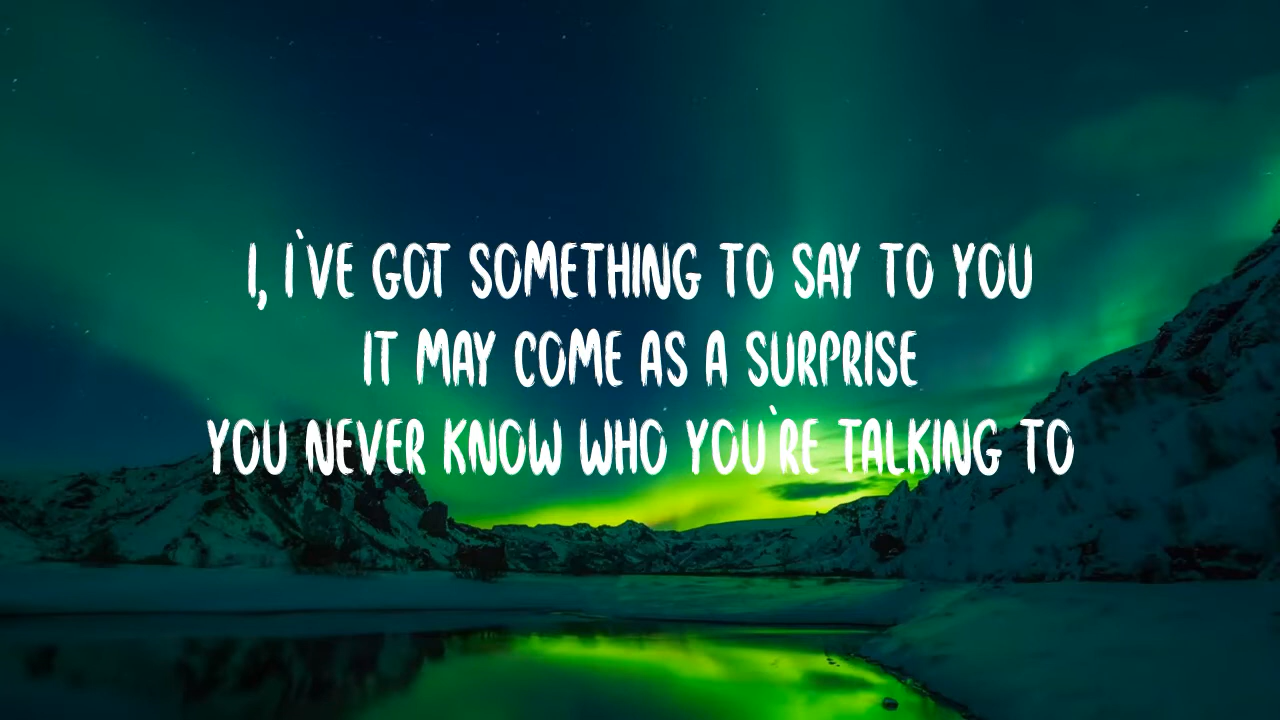 I, I`VE GOT SOMETHING TO SAY TO YOU
IT MAY COME AS A SURPRISE
YOU NEVER KNOW WHO YOU`RE TALKING TO